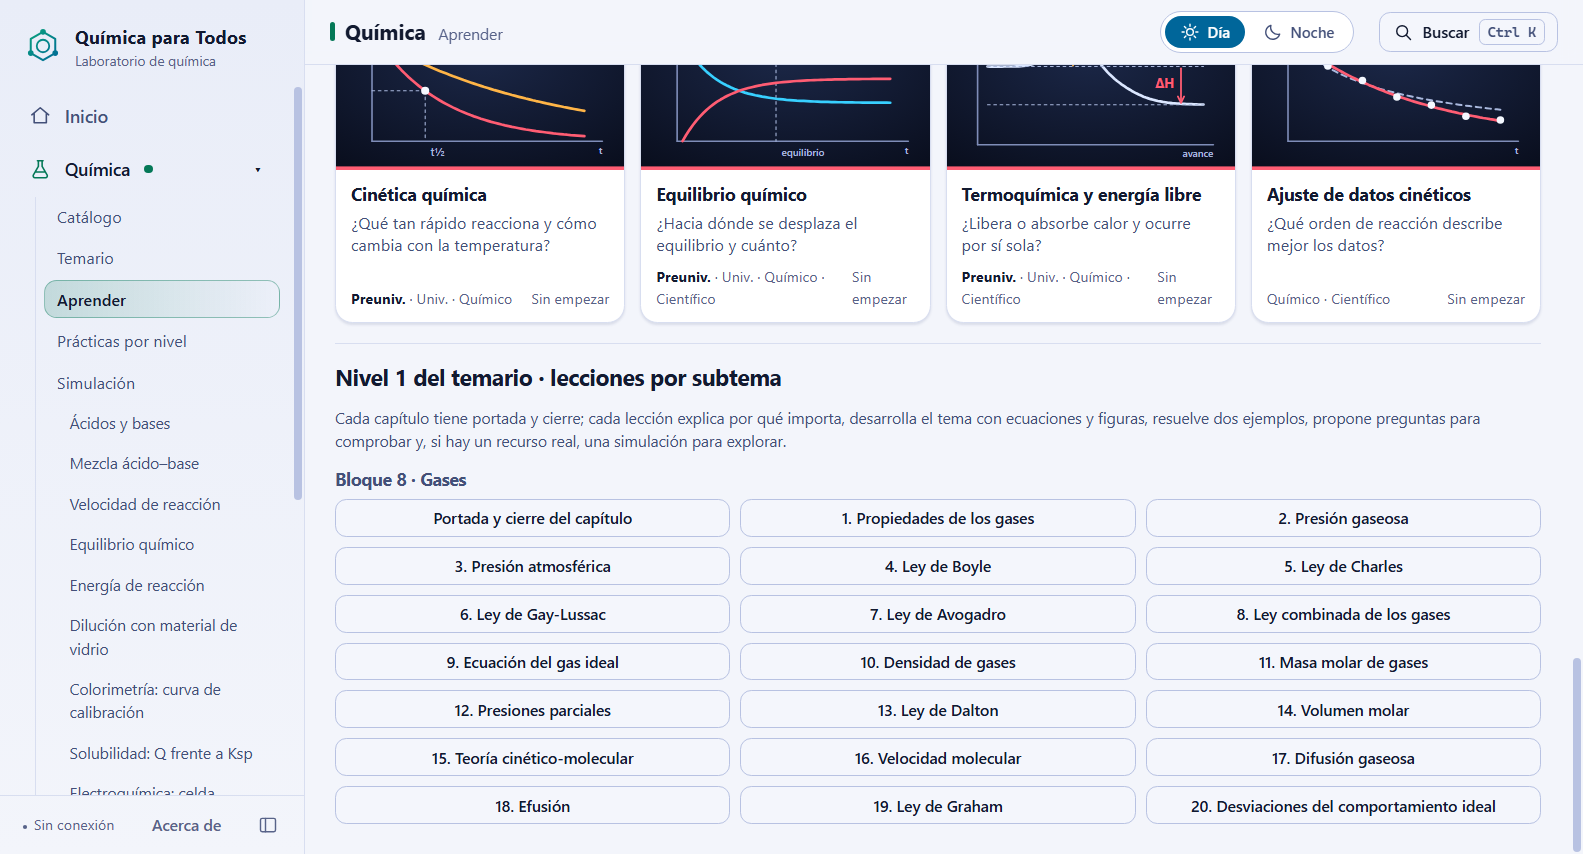 Química para Todos
Laboratorio de química
Inicio
Química
Catálogo
Temario
Aprender
Prácticas por nivel
Simulación
Ácidos y bases
Mezcla ácido–base
Velocidad de reacción
Equilibrio químico
Energía de reacción
Dilución con material de
vidrio
Colorimetría: curva de
calibración
Solubilidad: Q frente a Ksp
Electroquímica: celda
Sin conexión
Acerca de
Química Aprender
Día
Noche
Buscar Ctrl K
t½ t
equilibrio t
ΔH
avance
t
Cinética química
¿Qué tan rápido reacciona y cómo
cambia con la temperatura?
Preuniv. · Univ. · Químico Sin empezar
Equilibrio químico
¿Hacia dónde se desplaza el
equilibrio y cuánto?
Preuniv. · Univ. · Químico · Sin
Científico empezar
Termoquímica y energía libre
¿Libera o absorbe calor y ocurre
por sí sola?
Preuniv. · Univ. · Químico · Sin
Científico empezar
Ajuste de datos cinéticos
¿Qué orden de reacción describe
mejor los datos?
Químico · Científico Sin empezar
Nivel 1 del temario · lecciones por subtema
Cada capítulo tiene portada y cierre; cada lección explica por qué importa, desarrolla el tema con ecuaciones y figuras, resuelve dos ejemplos, propone preguntas para
comprobar y, si hay un recurso real, una simulación para explorar.
Bloque 8 · Gases
Portada y cierre del capítulo
1. Propiedades de los gases
2. Presión gaseosa
3. Presión atmosférica
4. Ley de Boyle
5. Ley de Charles
6. Ley de Gay-Lussac
7. Ley de Avogadro
8. Ley combinada de los gases
9. Ecuación del gas ideal
10. Densidad de gases
11. Masa molar de gases
12. Presiones parciales
13. Ley de Dalton
14. Volumen molar
15. Teoría cinético-molecular
16. Velocidad molecular
17. Difusión gaseosa
18. Efusión
19. Ley de Graham
20. Desviaciones del comportamiento ideal